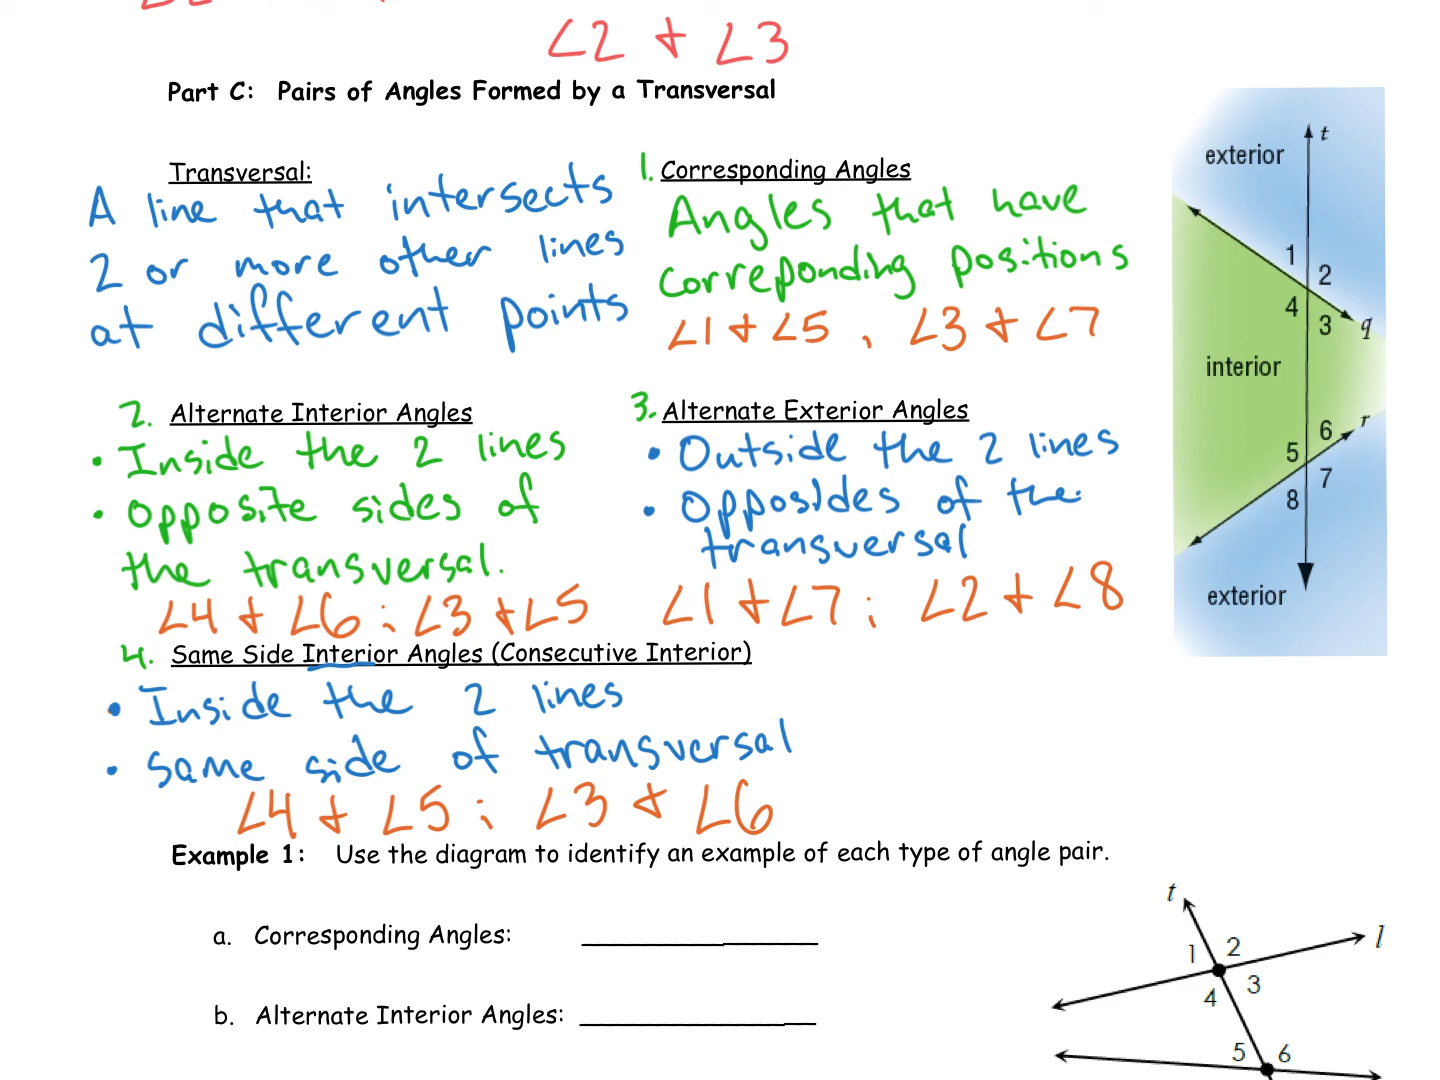 ∠2 + ∠3
Part C: Pairs of Angles Formed by a Transversal
Transversal:
A line that intersects
2 or more other lines
at different points
1. Corresponding Angles
Angles that have
correponding positions
∠1 + ∠5 , ∠3 + ∠7
2. Alternate Interior Angles
• Inside the 2 lines
• Opposite sides of
the transversal.
∠4 + ∠6 ; ∠3 + ∠5
3. Alternate Exterior Angles
• Outside the 2 lines
• Opposides of the
transversal
∠1 + ∠7 ; ∠2 + ∠8
4. Same Side Interior Angles (Consecutive Interior)
• Inside the 2 lines
• Same side of transversal
∠4 + ∠5 ; ∠3 + ∠6
exterior
t
1
2
4
3
q
interior
6
r
5
7
8
exterior
Example 1: Use the diagram to identify an example of each type of angle pair.
a. Corresponding Angles: ____________________
b. Alternate Interior Angles: ____________________
t
1 2
l
4 3
5 6